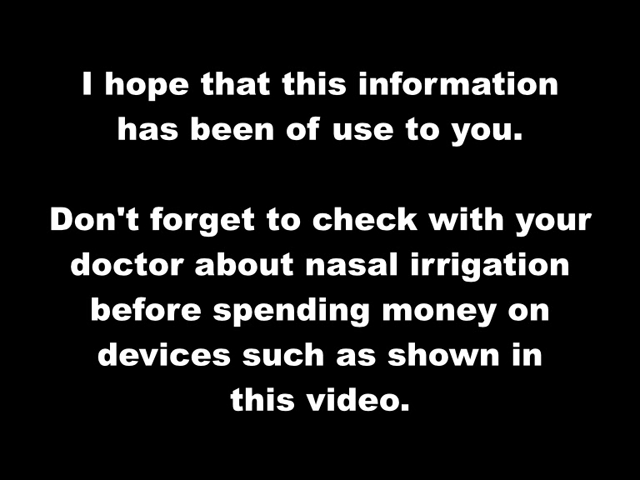 I hope that this information
has been of use to you.
Don't forget to check with your
doctor about nasal irrigation
before spending money on
devices such as shown in
this video.